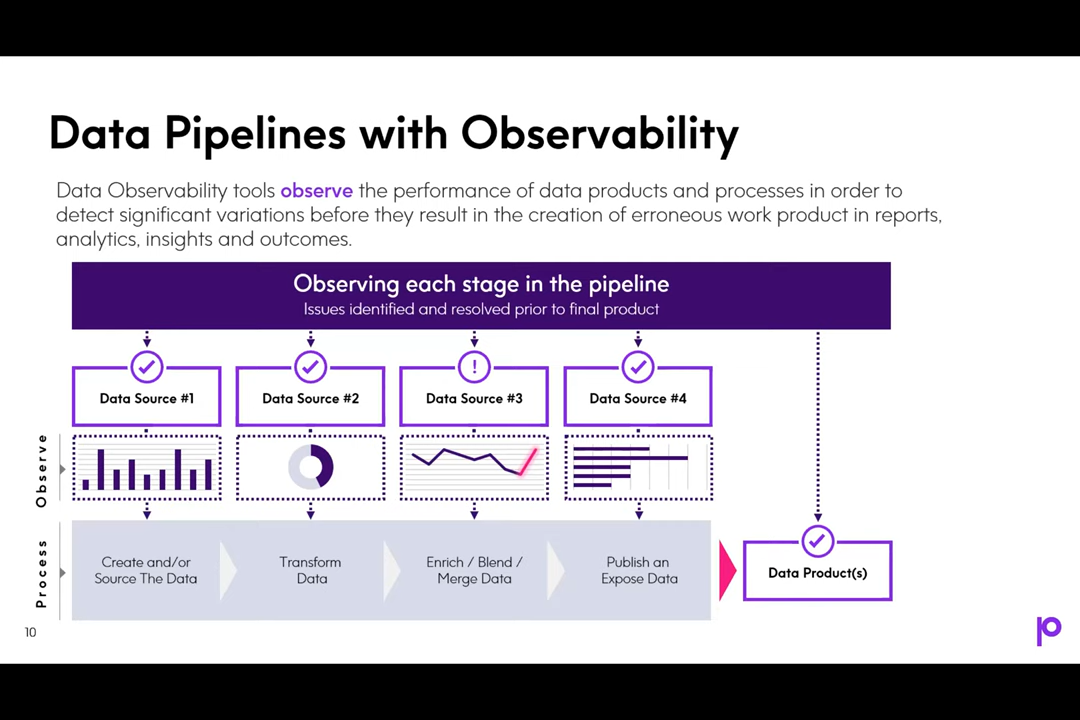 Data Pipelines with Observability
Data Observability tools observe the performance of data products and processes in order to
detect significant variations before they result in the creation of erroneous work product in reports,
analytics, insights and outcomes.
Observing each stage in the pipeline
Issues identified and resolved prior to final product
Data Source #1
Data Source #2
!
Data Source #3
Data Source #4
Observe
Process
Create and/or
Source The Data
Transform
Data
Enrich / Blend /
Merge Data
Publish an
Expose Data
Data Product(s)
10
p